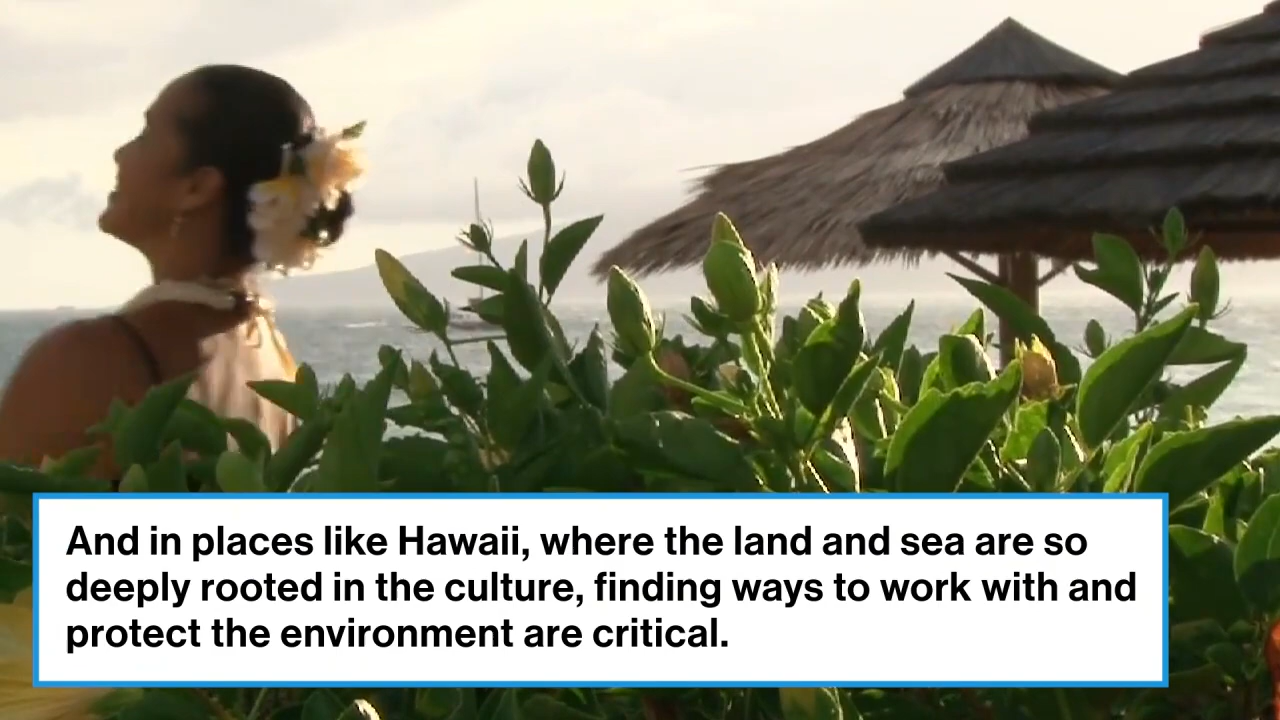 And in places like Hawaii, where the land and sea are so
deeply rooted in the culture, finding ways to work with and
protect the environment are critical.